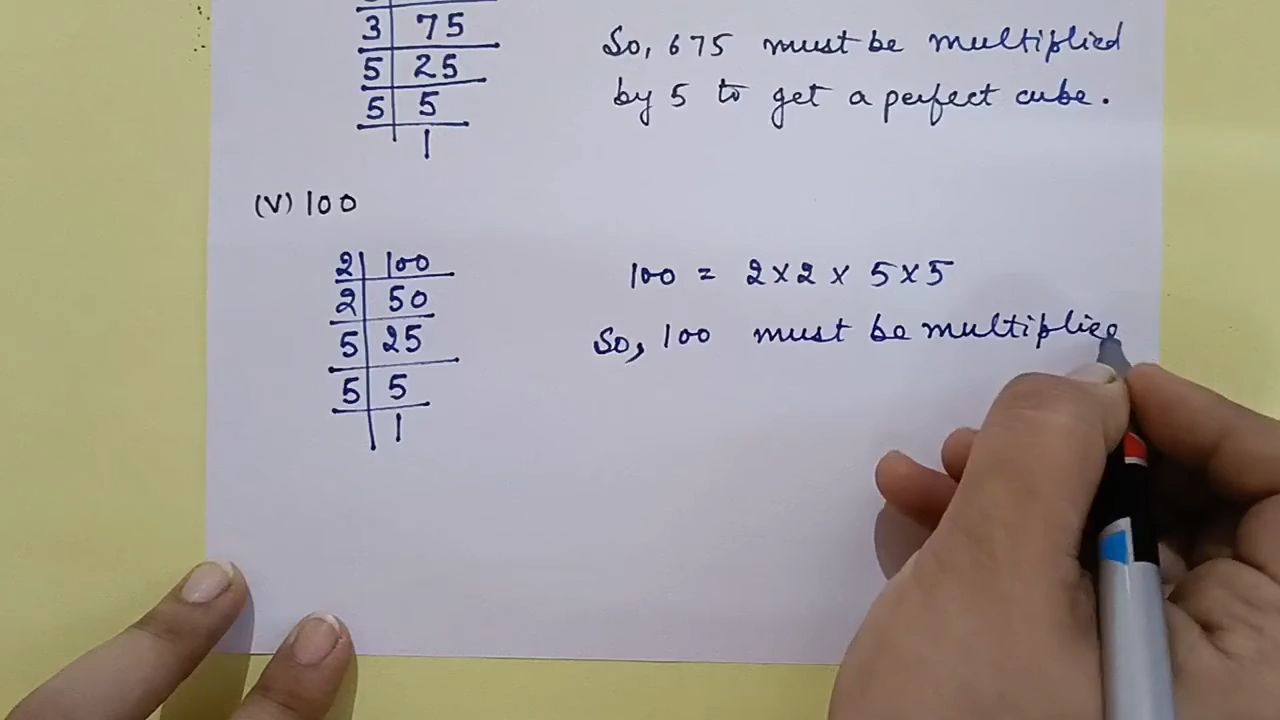 3 75
5 25
5 5
1
So, 675 must be multiplied
by 5 to get a perfect cube.
(V) 100
2 100
2 50
5 25
5 5
1
100 = 2×2 × 5×5
So, 100 must be multiplie